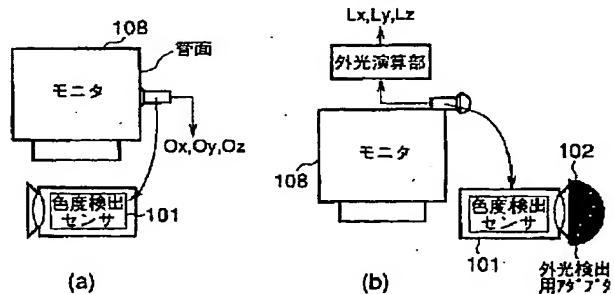 108
管面
モニタ
Ox,Oy,Oz
色度検出
センサ
101
(a)
Lx,Ly,Lz
外光演算部
モニタ
108
102
色度検出
センサ
101
外光検出
用アダプタ
(b)